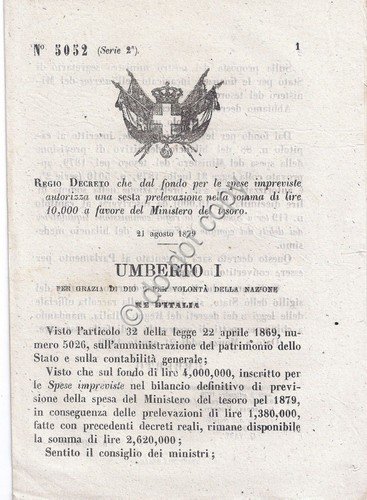 N° 5052 (Serie 2ª).
1
REGIO DECRETO che dal fondo per le spese impreviste
autorizza una sesta prelevazione nella somma di lire
10,000 a favore del Ministero del tesoro.
21 agosto 1879
UMBERTO I
PER GRAZIA DI DIO E PER VOLONTÀ DELLA NAZIONE
RE D'ITALIA
Visto l'articolo 32 della legge 22 aprile 1869, nu-
mero 5026, sull'amministrazione del patrimonio dello
Stato e sulla contabilità generale;
Visto che sul fondo di lire 4,000,000, inscritto per
le Spese impreviste nel bilancio definitivo di previ-
sione della spesa del Ministero del tesoro pel 1879,
in conseguenza delle prelevazioni di lire 1,380,000,
fatte con precedenti decreti reali, rimane disponibile
la somma di lire 2,620,000;
Sentito il consiglio dei ministri;